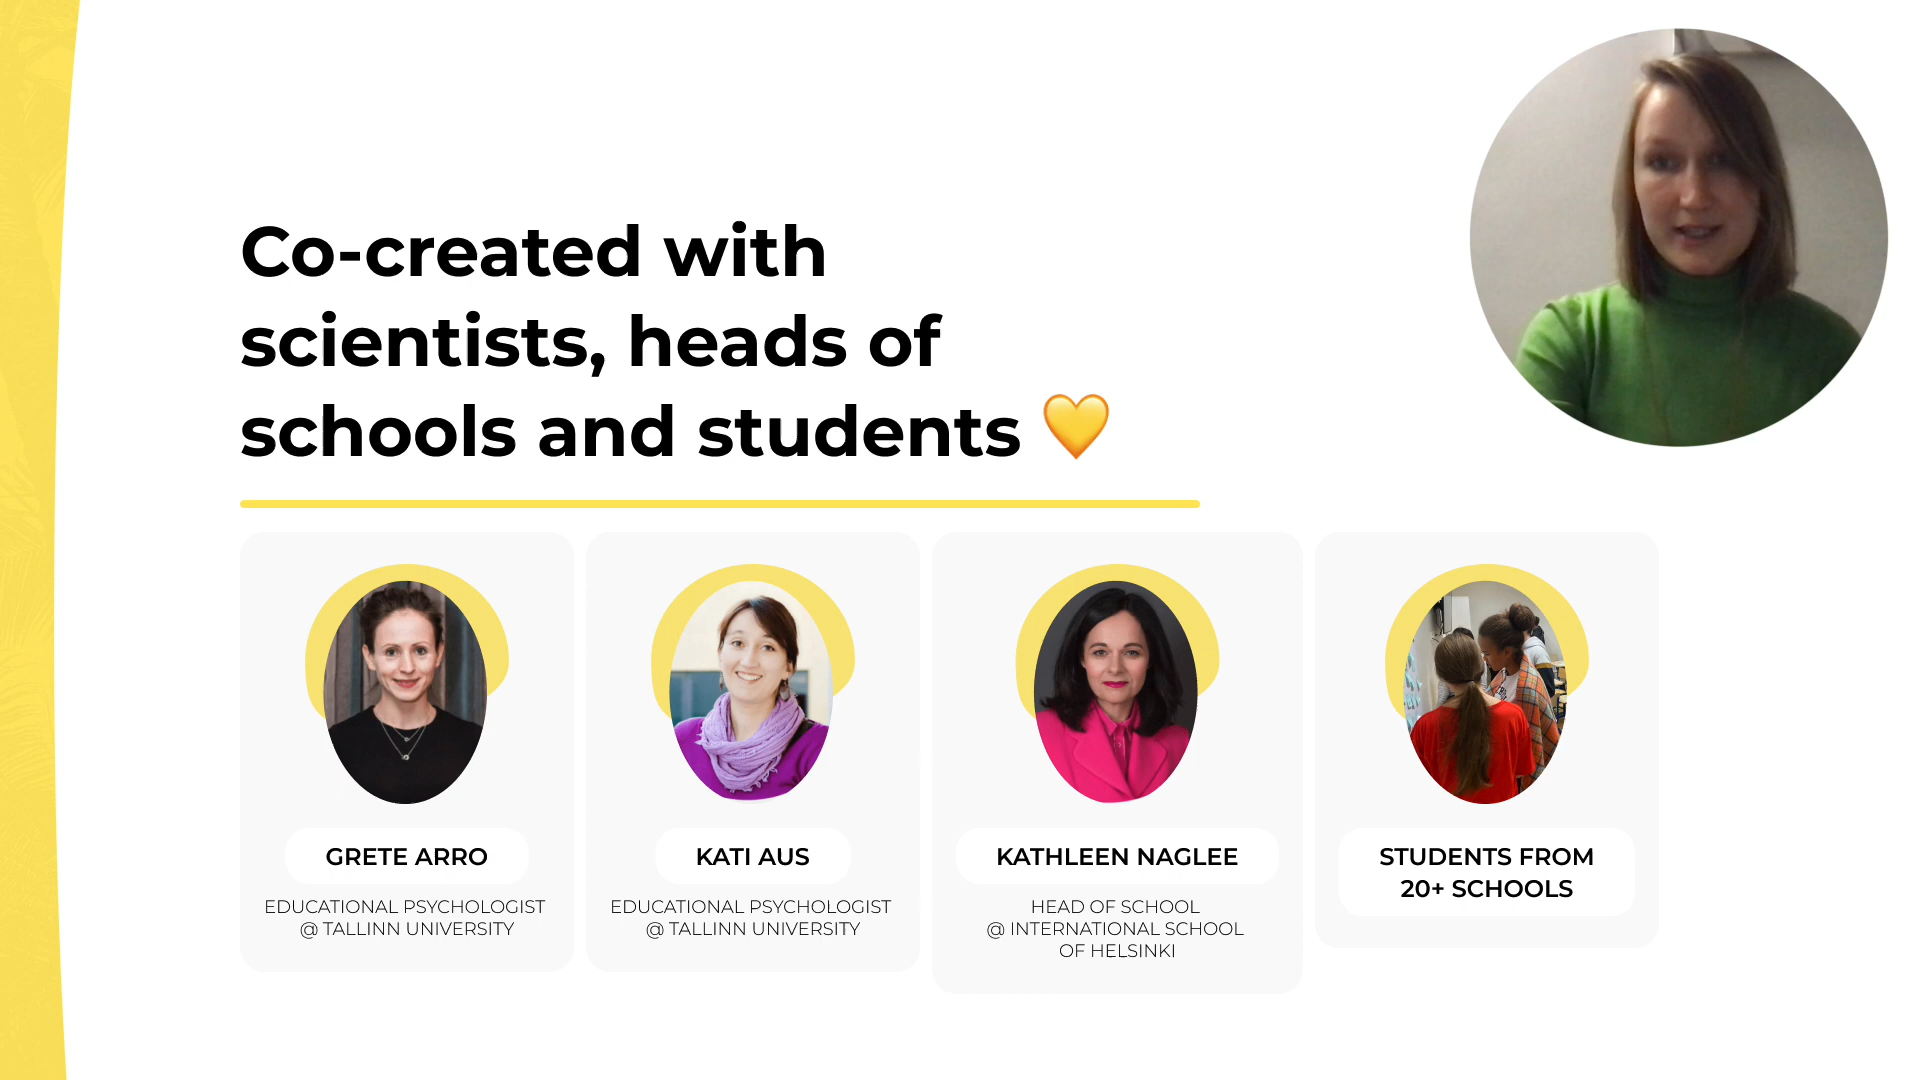 Co-created with
scientists, heads of
schools and students 💛
GRETE ARRO
EDUCATIONAL PSYCHOLOGIST
@ TALLINN UNIVERSITY
KATI AUS
EDUCATIONAL PSYCHOLOGIST
@ TALLINN UNIVERSITY
KATHLEEN NAGLEE
HEAD OF SCHOOL
@ INTERNATIONAL SCHOOL
OF HELSINKI
STUDENTS FROM
20+ SCHOOLS